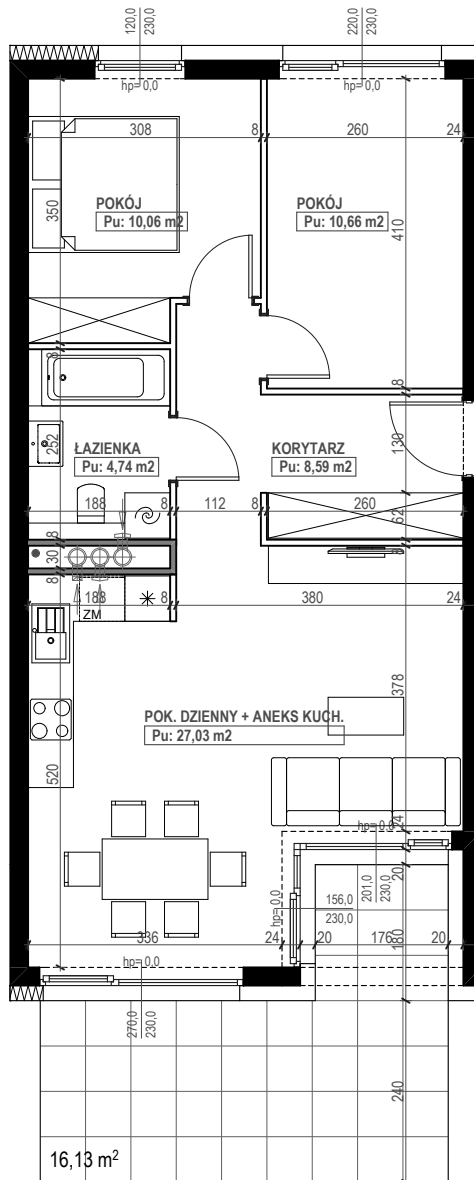 120,0
230,0
220,0
230,0
hp=0,0
hp=0,0
308
8
260
24
POKÓJ
Pu: 10,06 m2
POKÓJ
Pu: 10,66 m2
350
410
8
8
ŁAZIENKA
Pu: 4,74 m2
252
KORYTARZ
Pu: 8,59 m2
130
188
8
112
8
260
62
8
30
8
8
188
8
380
24
ZM
378
POK. DZIENNY + ANEKS KUCH.
Pu: 27,03 m2
520
24
hp=0,0
20
156,0
230,0
201,0
230,0
hp=0,0
336
24
20
176
20
180
hp=0,0
270,0
230,0
240
16,13 m²